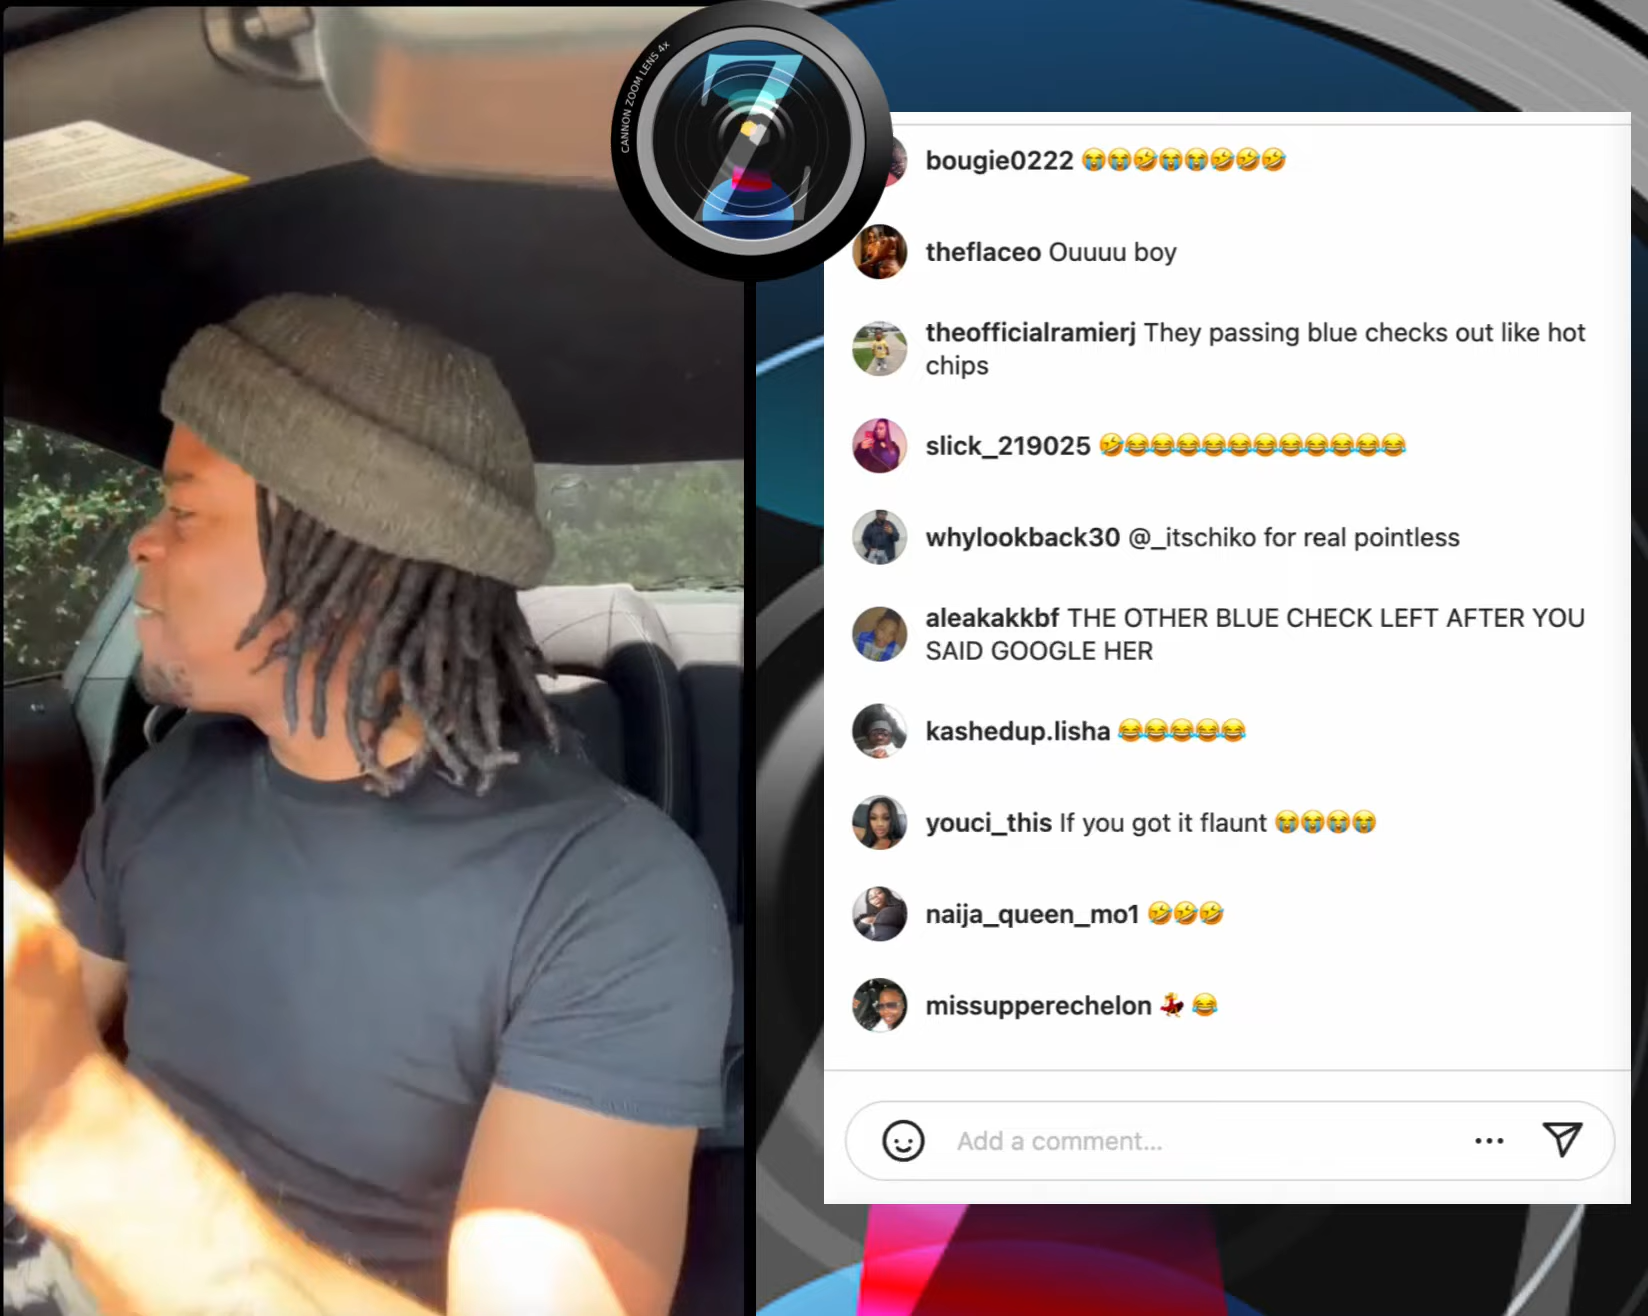 CANNON ZOOM LENS 4x
Z
bougie0222 😭😭🤣😭😭🤣🤣🤣
theflaceo Ouuuu boy
theofficialramierj They passing blue checks out like hot
chips
slick_219025 🤣😂😂😂😂😂😂😂😂😂😂😂
whylookback30 @_itschiko for real pointless
aleakakkbf THE OTHER BLUE CHECK LEFT AFTER YOU
SAID GOOGLE HER
kashedup.lisha 😂😂😂😂😂
youci_this If you got it flaunt 😭😭😭😭
naija_queen_mo1 🤣🤣🤣
missupperechelon 💃 😂
Add a comment...